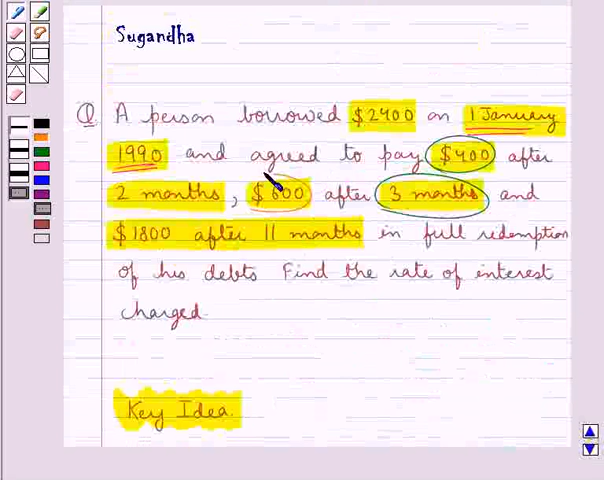 Sugandha
Q A person borrowed $2400 on 1 January
1990 and agreed to pay $400 after
2 months, $600 after 3 months and
$1800 after 11 months in full redemption
of his debts Find the rate of interest
charged.
Key Idea.